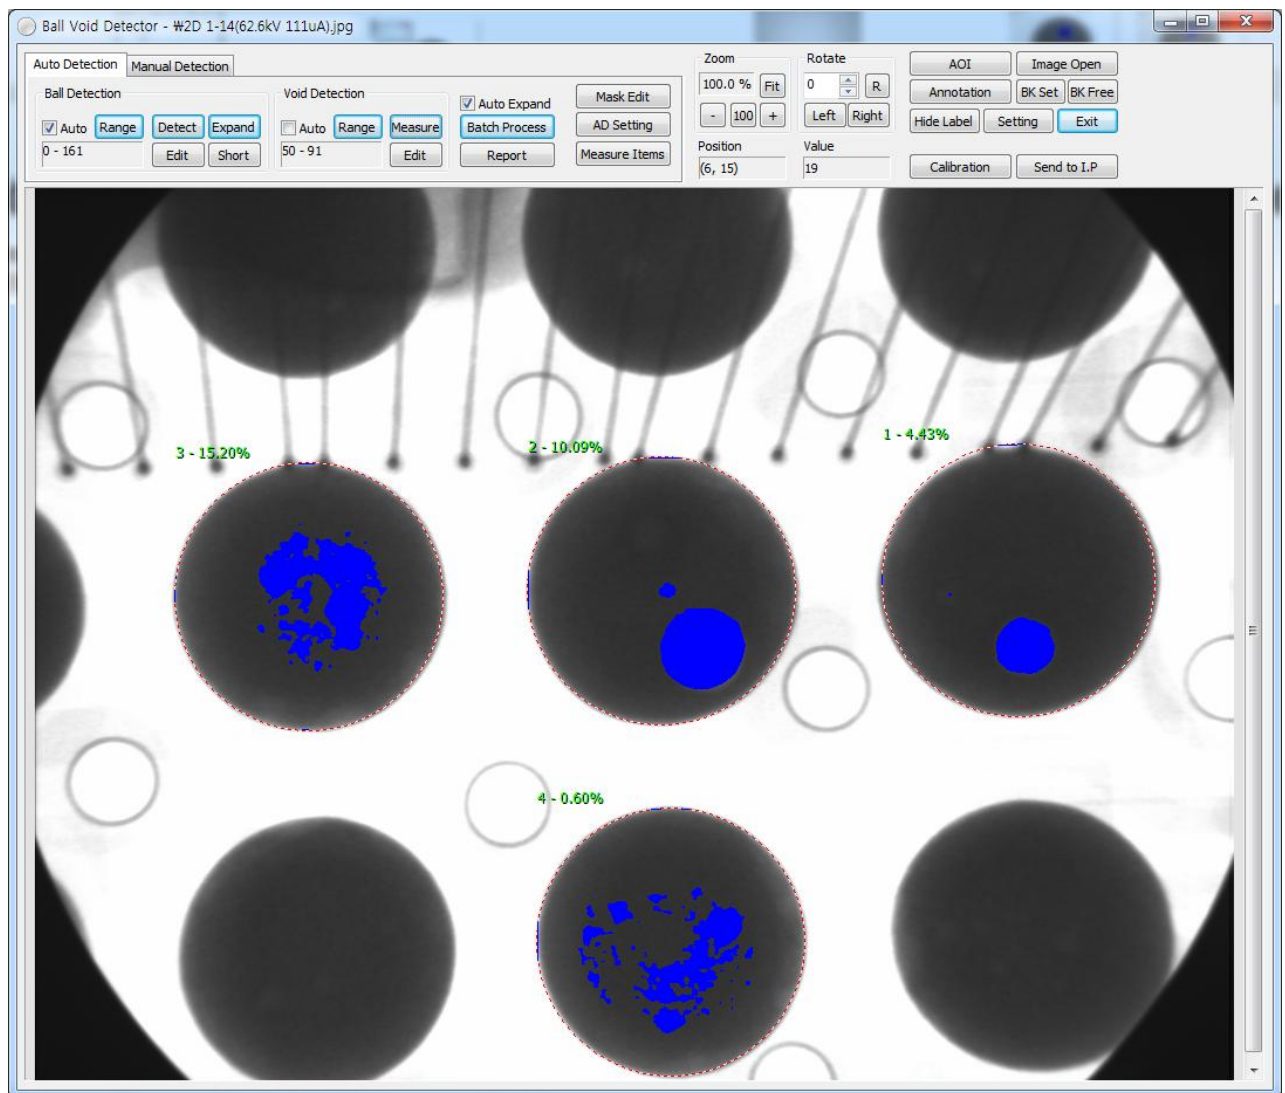 Ball Void Detector - ₩2D 1-14(62.6kV 111uA).jpg
Auto Detection Manual Detection
Ball Detection
Auto Range Detect Expand
0 - 161 Edit Short
Void Detection
Auto Range Measure
50 - 91 Edit
Auto Expand
Batch Process
Report
Mask Edit
AD Setting
Measure Items
Zoom
100.0 % Fit
- 100 +
Position
(6, 15)
Rotate
0 R
Left Right
Value
19
AOI Image Open
Annotation BK Set BK Free
Hide Label Setting Exit
Calibration Send to I.P
3 - 15.20%
2 - 10.09%
1 - 4.43%
4 - 0.60%